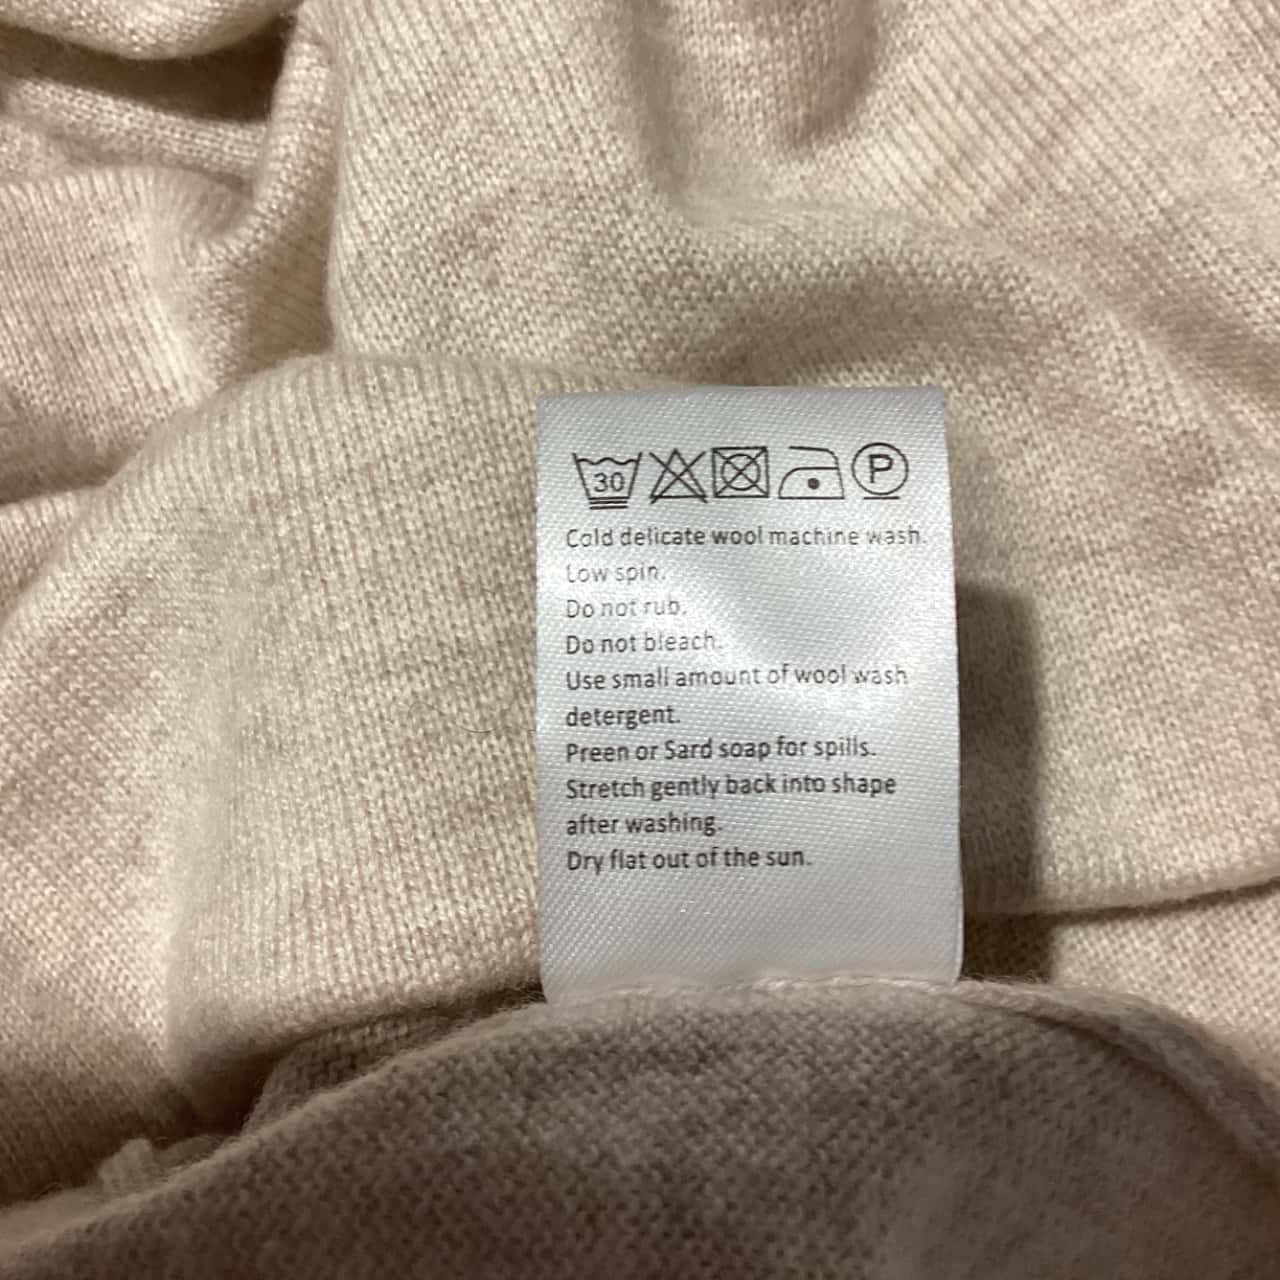 30 P
Cold delicate wool machine wash.
Low spin.
Do not rub.
Do not bleach.
Use small amount of wool wash
detergent.
Preen or Sard soap for spills.
Stretch gently back into shape
after washing.
Dry flat out of the sun.